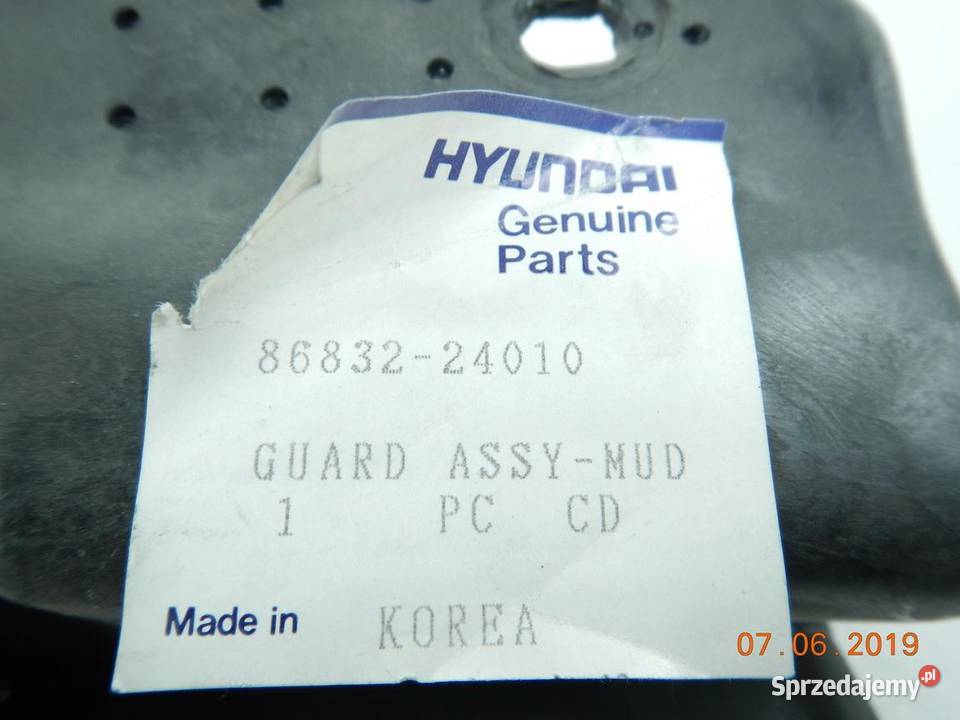 HYUNDAI
Genuine
Parts
86832-24010
GUARD ASSY-MUD
1 PC CD
Made in KOREA
07.06.2019
Sprzedajemy.pl